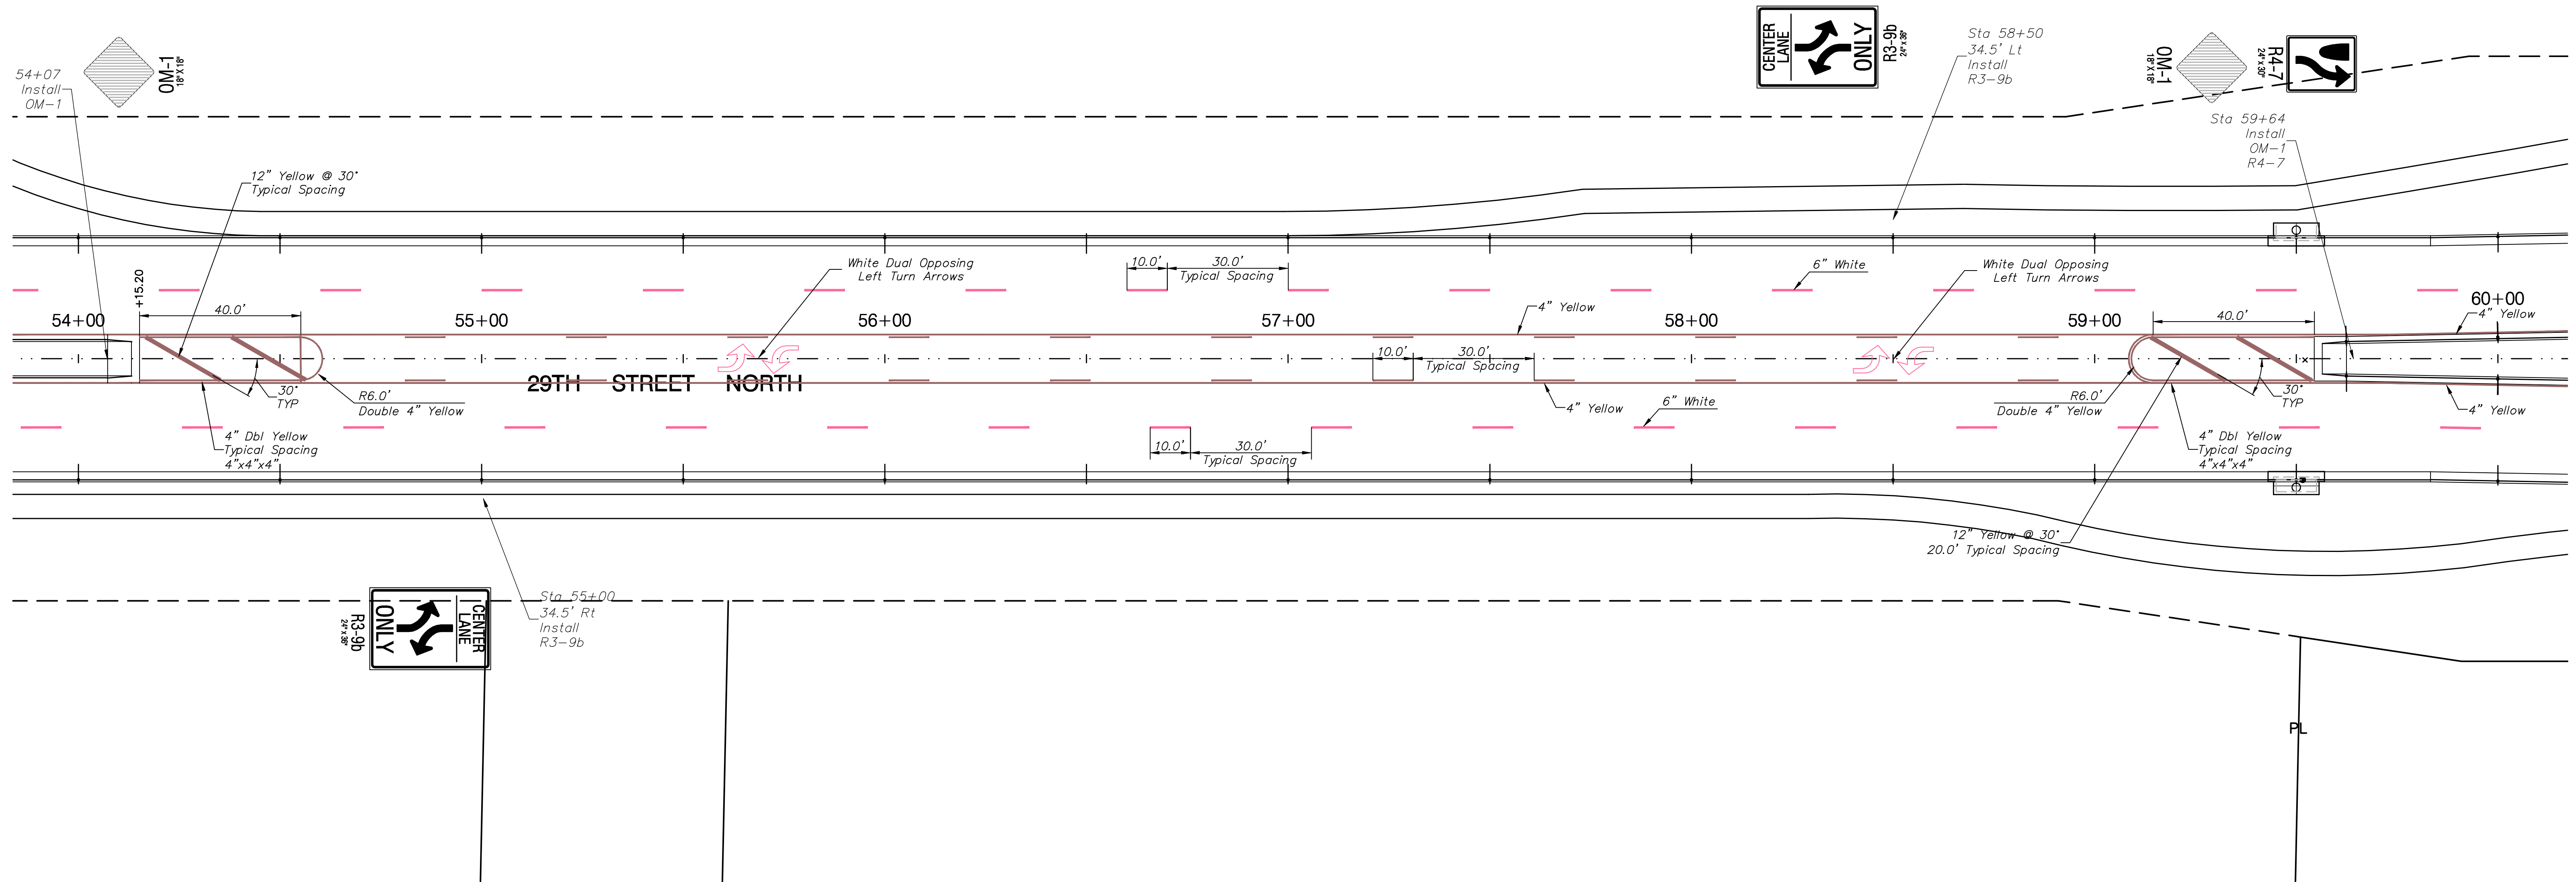 54+07
Install
OM-1
OM-1
18" X 18"
12" Yellow @ 30°
Typical Spacing
CENTER
LANE
ONLY
R3-9b
24" x 36"
Sta 58+50
34.5' Lt
Install
R3-9b
OM-1
18" X 18"
R4-7
24" x 30"
Sta 59+64
Install
OM-1
R4-7
+15.20
40.0'
White Dual Opposing
Left Turn Arrows
10.0'
30.0'
Typical Spacing
6" White
White Dual Opposing
Left Turn Arrows
40.0'
4" Yellow
54+00
55+00
56+00
57+00
58+00
59+00
60+00
4" Yellow
10.0'
30.0'
Typical Spacing
29TH STREET NORTH
30°
TYP
R6.0'
Double 4" Yellow
4" Yellow
6" White
R6.0'
Double 4" Yellow
30°
TYP
4" Yellow
4" Dbl Yellow
Typical Spacing
4"x4"x4"
10.0'
30.0'
Typical Spacing
4" Dbl Yellow
Typical Spacing
4"x4"x4"
12" Yellow @ 30°
20.0' Typical Spacing
R3-9b
24" x 36"
CENTER
LANE
ONLY
Sta 55+00
34.5' Rt
Install
R3-9b
PL